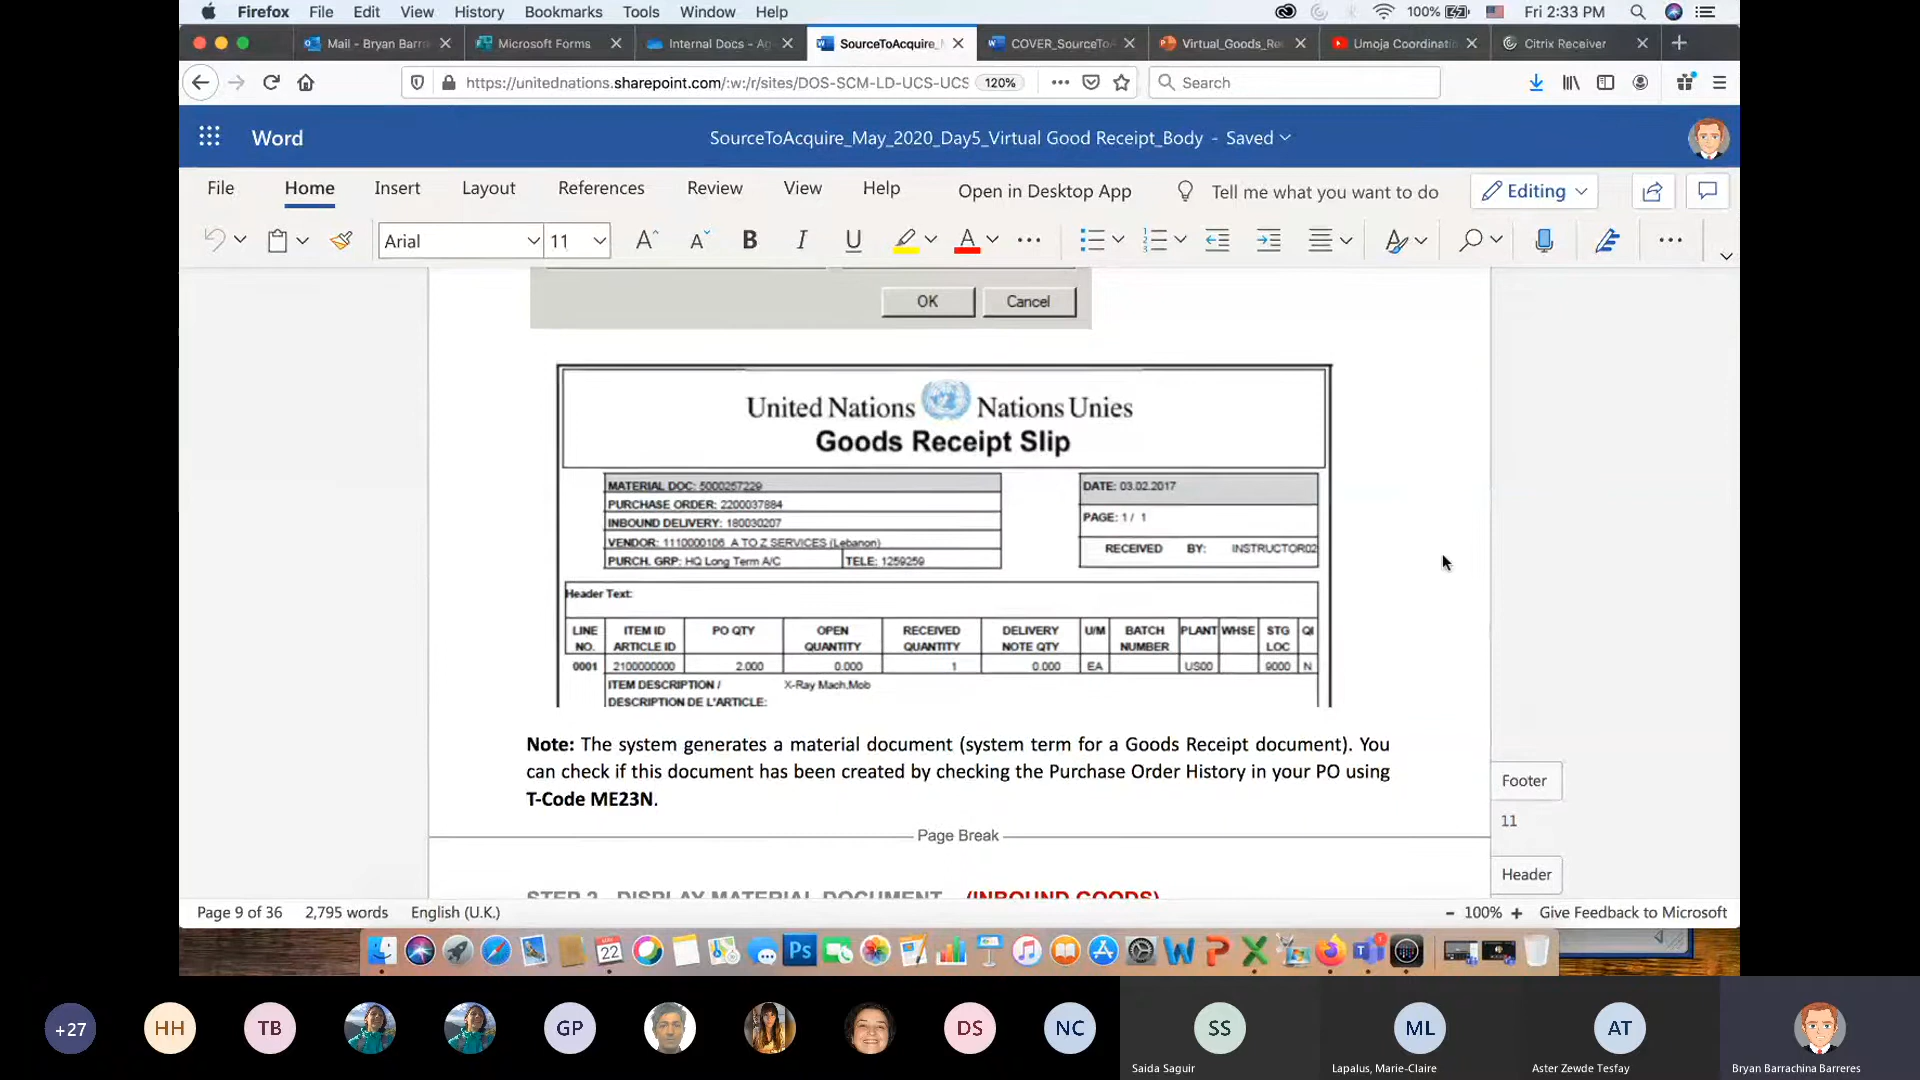 Firefox File Edit View History Bookmarks Tools Window Help 100% Fri 2:33 PM
Mail - Bryan Barr Microsoft Forms Internal Docs - Ag SourceToAcquire_ COVER_SourceToA Virtual_Goods_Re Umoja Coordinati Citrix Receiver
https://unitednations.sharepoint.com/:w:/r/sites/DOS-SCM-LD-UCS-UCS 120% Search
Word SourceToAcquire_May_2020_Day5_Virtual Good Receipt_Body - Saved
File Home Insert Layout References Review View Help Open in Desktop App Tell me what you want to do Editing
Arial 11 B I U A
OK Cancel
United Nations Nations Unies
Goods Receipt Slip
MATERIAL DOC: 5000257229 DATE: 03.02.2017
PURCHASE ORDER: 2200037884
INBOUND DELIVERY: 180030207 PAGE: 1 / 1
VENDOR: 1110000106 A TO Z SERVICES (Lebanon) RECEIVED BY: INSTRUCTOR02
PURCH. GRP: HQ Long Term A/C TELE: 1259259
Header Text:
LINE ITEM ID PO QTY OPEN RECEIVED DELIVERY U/M BATCH PLANT WHSE STG QI
NO. ARTICLE ID QUANTITY QUANTITY NOTE QTY NUMBER LOC
0001 2100000000 2.000 0.000 1 0.000 EA US00 9000 N
ITEM DESCRIPTION / X-Ray Mach,Mob
DESCRIPTION DE L'ARTICLE:
Note: The system generates a material document (system term for a Goods Receipt document). You
can check if this document has been created by checking the Purchase Order History in your PO using
T-Code ME23N.
Footer
11
Page Break
Header
STEP 2 DISPLAY MATERIAL DOCUMENT (INBOUND GOODS)
Page 9 of 36 2,795 words English (U.K.) - 100% + Give Feedback to Microsoft
22
+27 HH TB GP DS NC SS ML AT
Saida Saguir Lapalus, Marie-Claire Aster Zewde Tesfay Bryan Barrachina Barreres